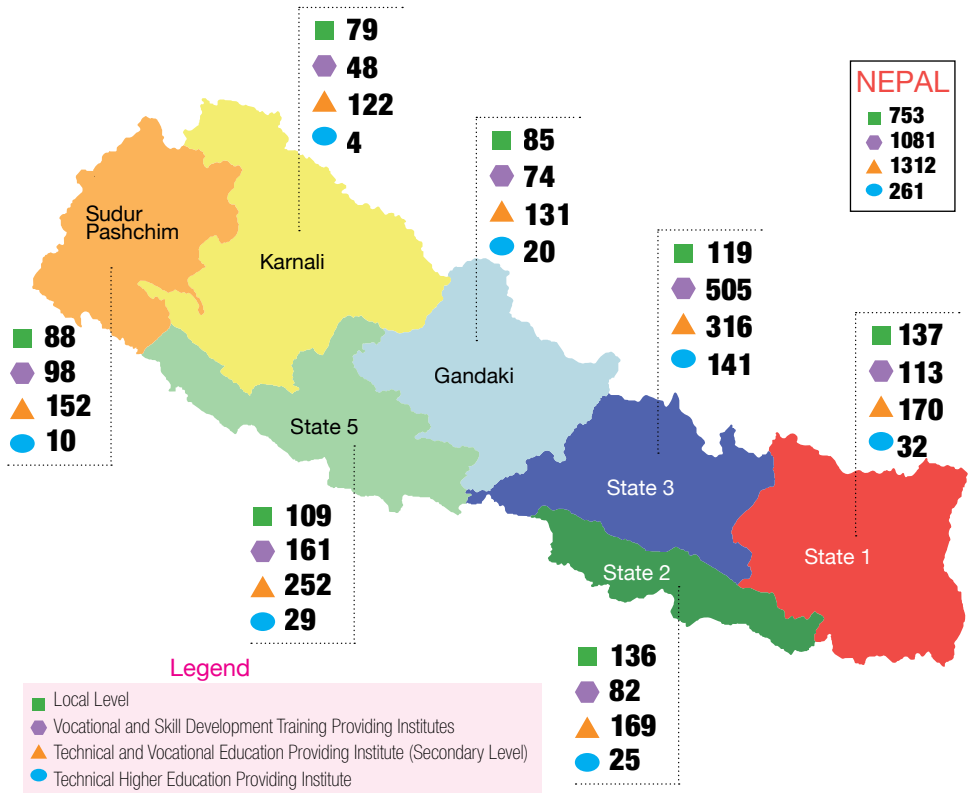 79
48
122
4
NEPAL
753
1081
1312
261
85
74
131
20
Sudur
Pashchim
Karnali
119
505
316
141
88
98
152
10
137
113
170
32
Gandaki
State 5
State 3
109
161
252
29
State 1
State 2
136
82
169
25
Legend
Local Level
Vocational and Skill Development Training Providing Institutes
Technical and Vocational Education Providing Institute (Secondary Level)
Technical Higher Education Providing Institute